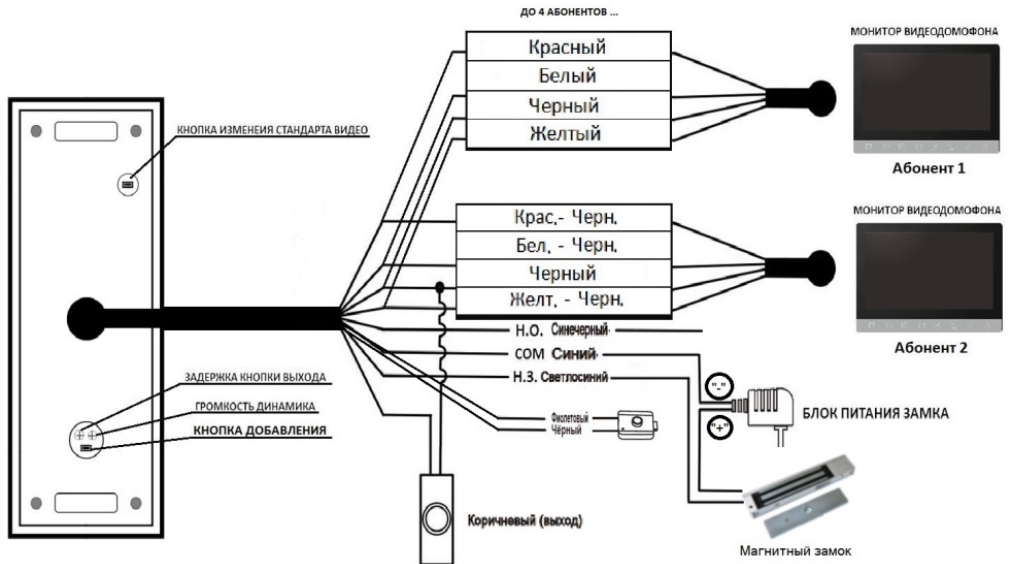 ДО 4 АБОНЕНТОВ ...
Красный
Белый
Черный
Желтый
МОНИТОР ВИДЕОДОМОФОНА
Абонент 1
КНОПКА ИЗМЕНЕИЯ СТАНДАРТА ВИДЕО
Крас.- Черн.
Бел. - Черн.
Черный
Желт. - Черн.
МОНИТОР ВИДЕОДОМОФОНА
Абонент 2
Н.О. Синечерный
COM Синий
Н.З. Светлосиний
ЗАДЕРЖКА КНОПКИ ВЫХОДА
ГРОМКОСТЬ ДИНАМИКА
КНОПКА ДОБАВЛЕНИЯ
Фиолетовый
Чёрный
"-"
"+"
БЛОК ПИТАНИЯ ЗАМКА
Коричневый (выход)
Магнитный замок